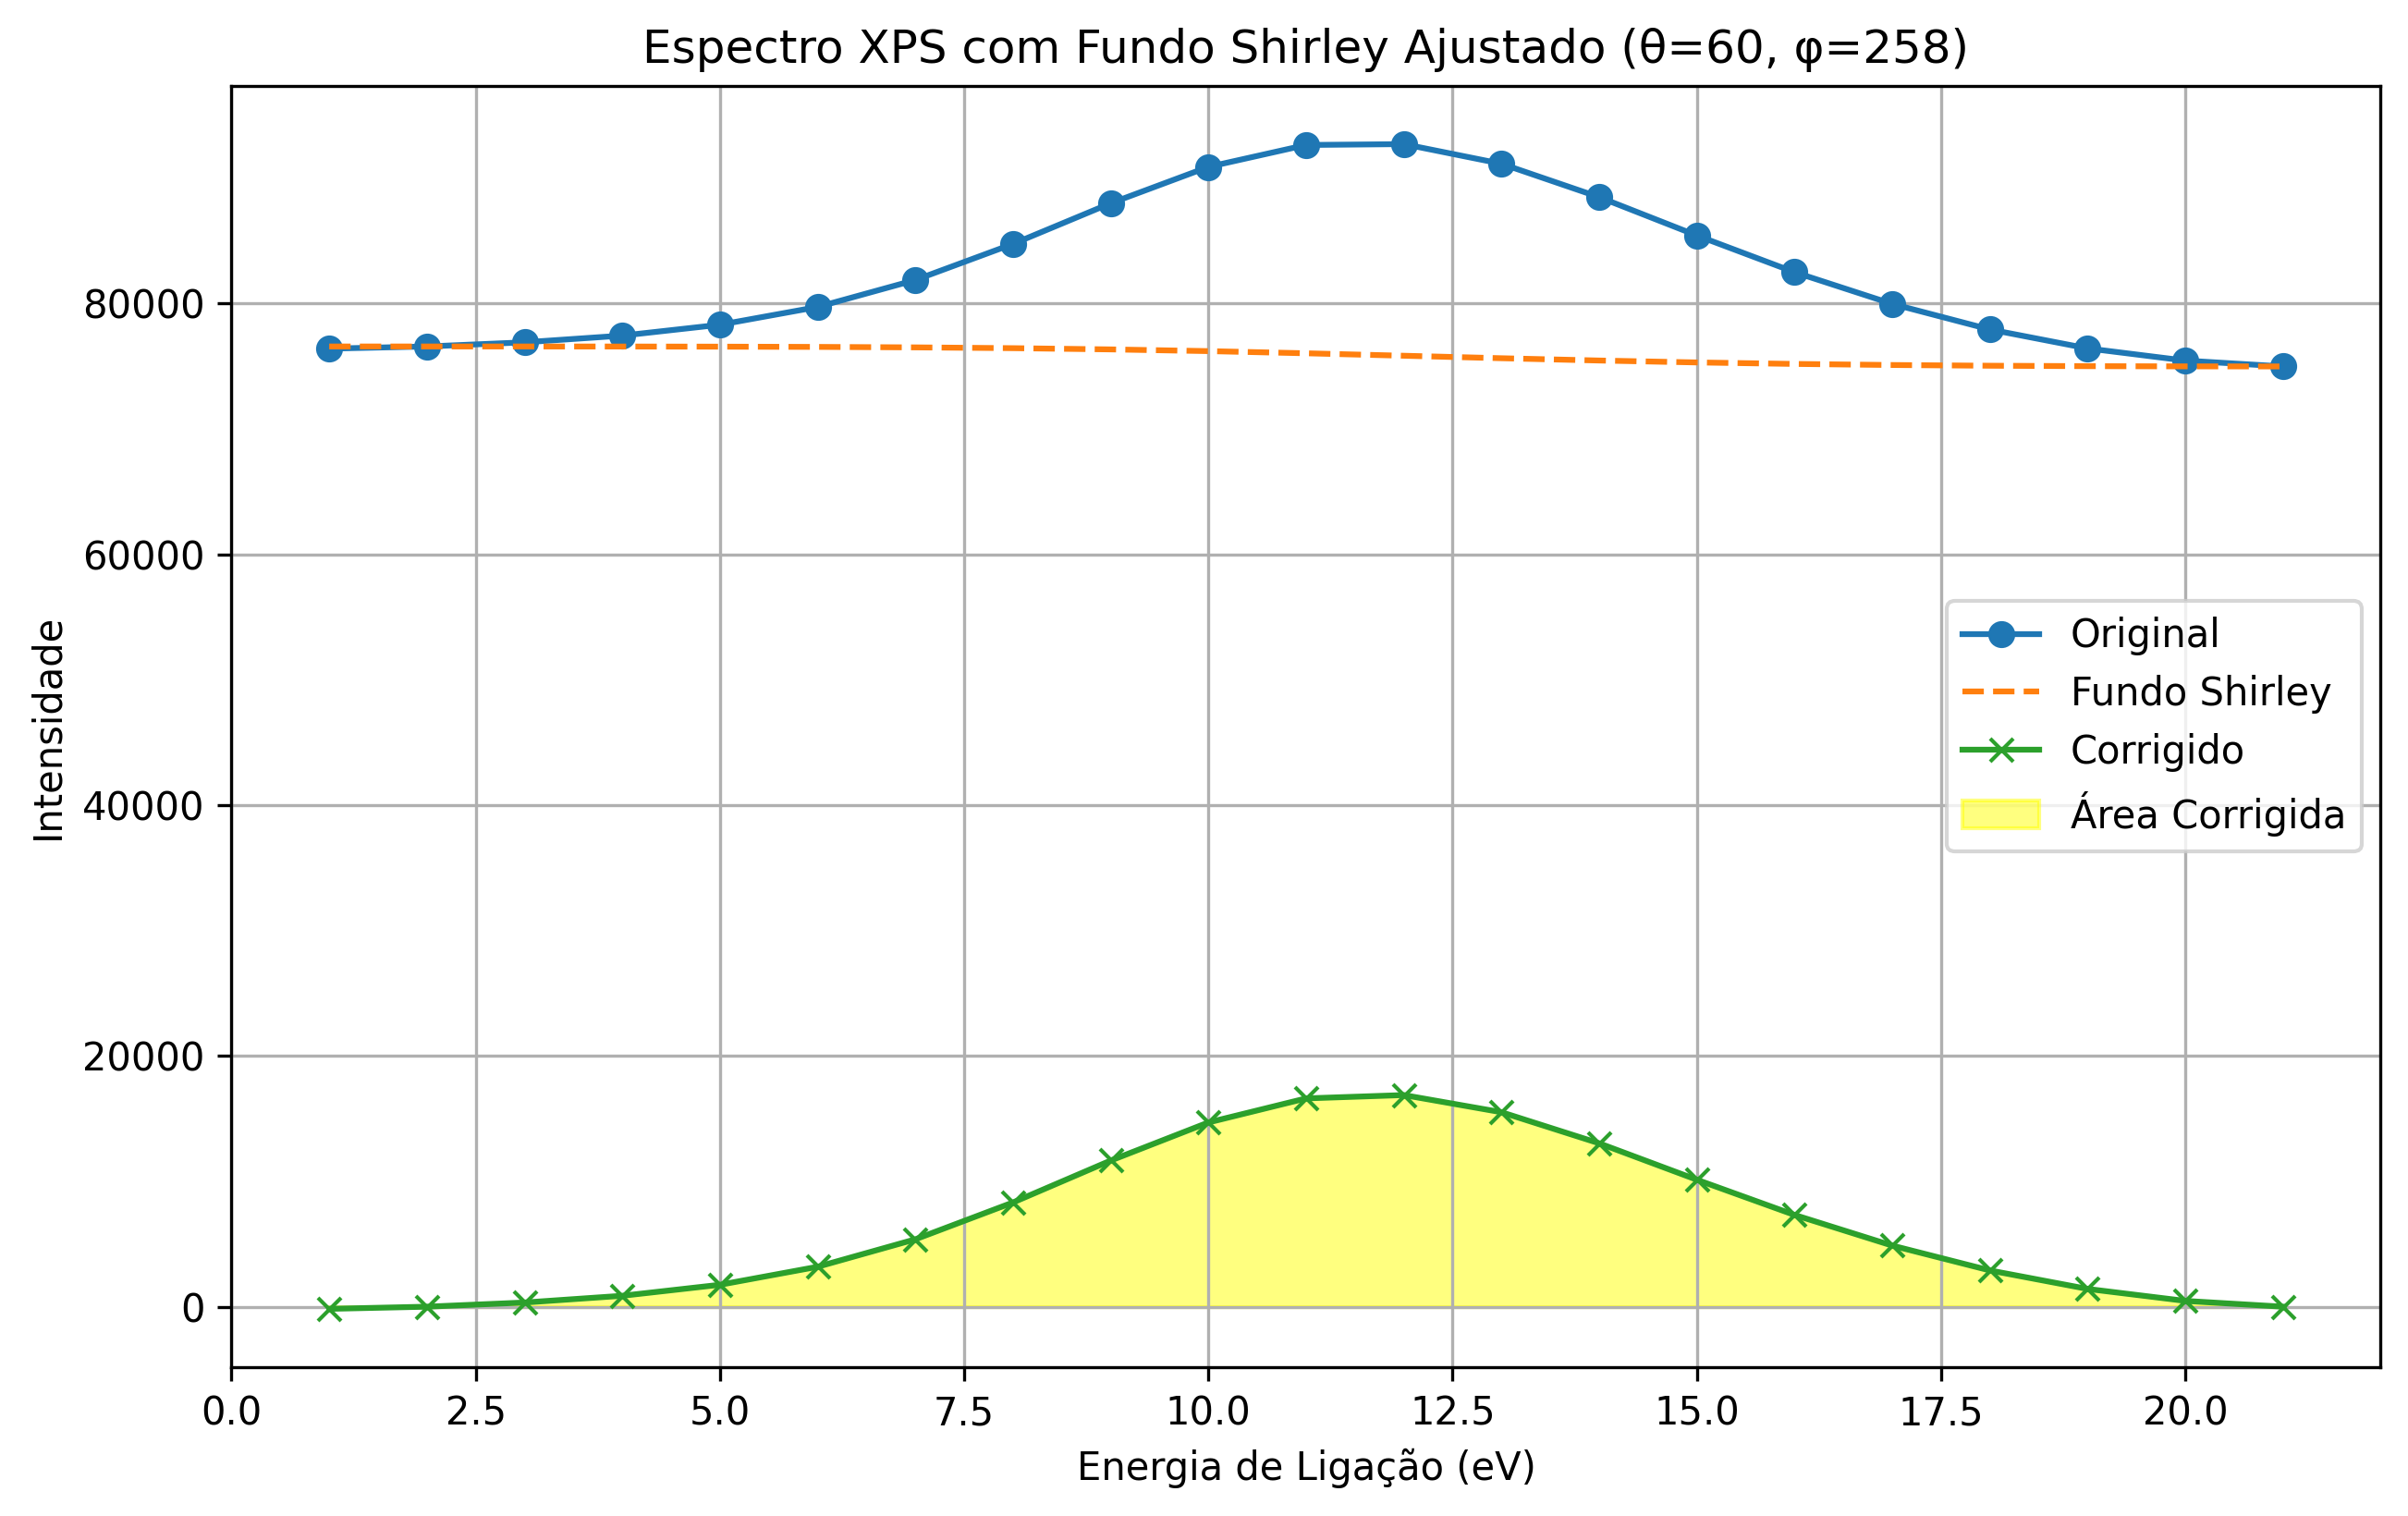 Espectro XPS com Fundo Shirley Ajustado (θ=60, φ=258)
Intensidade
80000
60000
40000
20000
0
Original
Fundo Shirley
Corrigido
Área Corrigida
0.0 2.5 5.0 7.5 10.0 12.5 15.0 17.5 20.0
Energia de Ligação (eV)